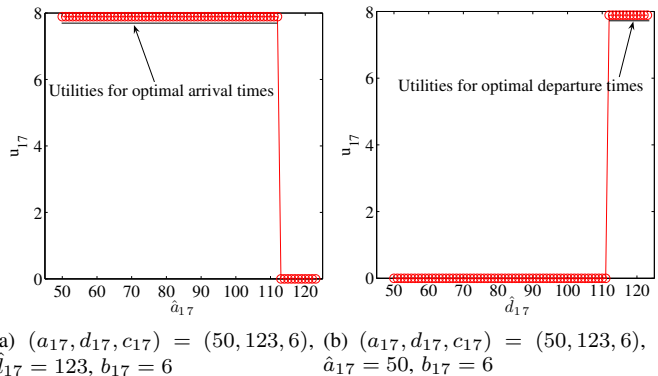 8
6
4
2
0
u17
Utilities for optimal arrival times
50 60 70 80 90 100 110 120
â17
8
6
4
2
0
u17
Utilities for optimal departure times
50 60 70 80 90 100 110 120
d̂17
a) (a17, d17, c17) = (50, 123, 6),
l17 = 123, b17 = 6
(b) (a17, d17, c17) = (50, 123, 6),
â17 = 50, b17 = 6